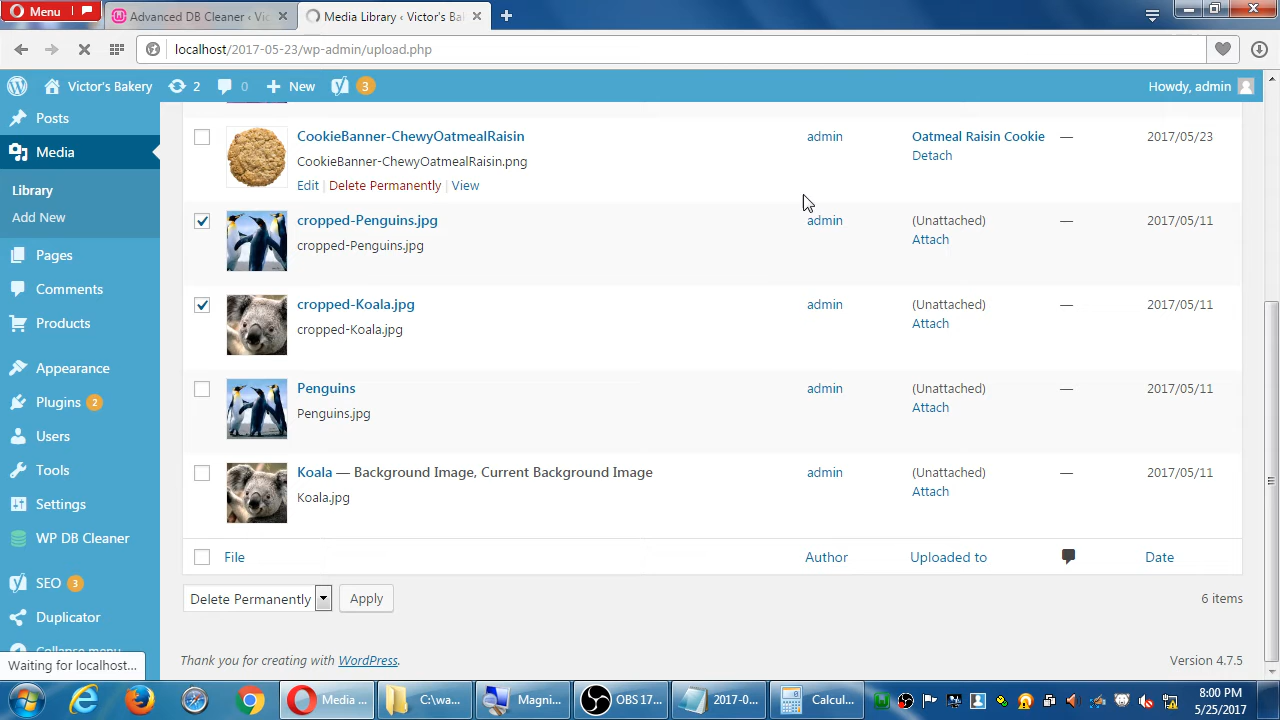 Menu
Advanced DB Cleaner ‹ Vic
Media Library ‹ Victor's Bak
localhost/2017-05-23/wp-admin/upload.php
Victor's Bakery
2
0
New
3
Howdy, admin
Posts
Media
Library
Add New
Pages
Comments
Products
Appearance
Plugins 2
Users
Tools
Settings
WP DB Cleaner
SEO 3
Duplicator
Collapse menu
Waiting for localhost...
CookieBanner-ChewyOatmealRaisin
CookieBanner-ChewyOatmealRaisin.png
Edit | Delete Permanently | View
admin
Oatmeal Raisin Cookie
Detach
—
2017/05/23
cropped-Penguins.jpg
cropped-Penguins.jpg
admin
(Unattached)
Attach
—
2017/05/11
cropped-Koala.jpg
cropped-Koala.jpg
admin
(Unattached)
Attach
—
2017/05/11
Penguins
Penguins.jpg
admin
(Unattached)
Attach
—
2017/05/11
Koala — Background Image, Current Background Image
Koala.jpg
admin
(Unattached)
Attach
—
2017/05/11
File
Author
Uploaded to
Date
Delete Permanently
Apply
6 items
Thank you for creating with WordPress.
Version 4.7.5
Media ...
C:\wa...
Magni...
OBS 17...
2017-0...
Calcul...
8:00 PM
5/25/2017